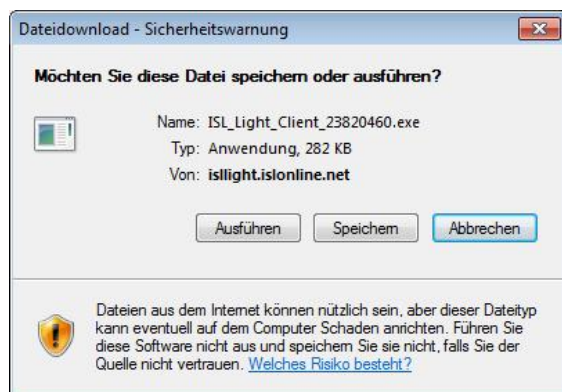 Dateidownload - Sicherheitswarnung
Möchten Sie diese Datei speichern oder ausführen?
Name: ISL_Light_Client_23820460.exe
Typ: Anwendung, 282 KB
Von: isllight.islonline.net
Ausführen Speichern Abbrechen
Dateien aus dem Internet können nützlich sein, aber dieser Dateityp
kann eventuell auf dem Computer Schaden anrichten. Führen Sie
diese Software nicht aus und speichern Sie sie nicht, falls Sie der
Quelle nicht vertrauen. Welches Risiko besteht?